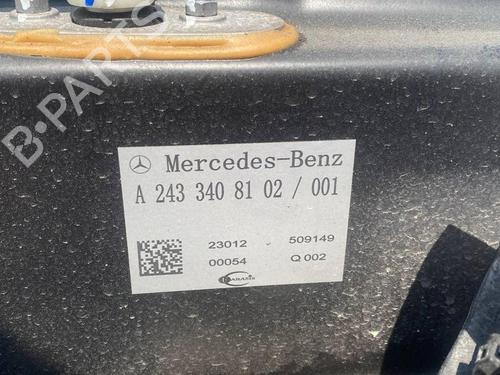 B-PARTS
Mercedes-Benz
A 243 340 81 02 / 001
23012 - 509149
00054 Q 002